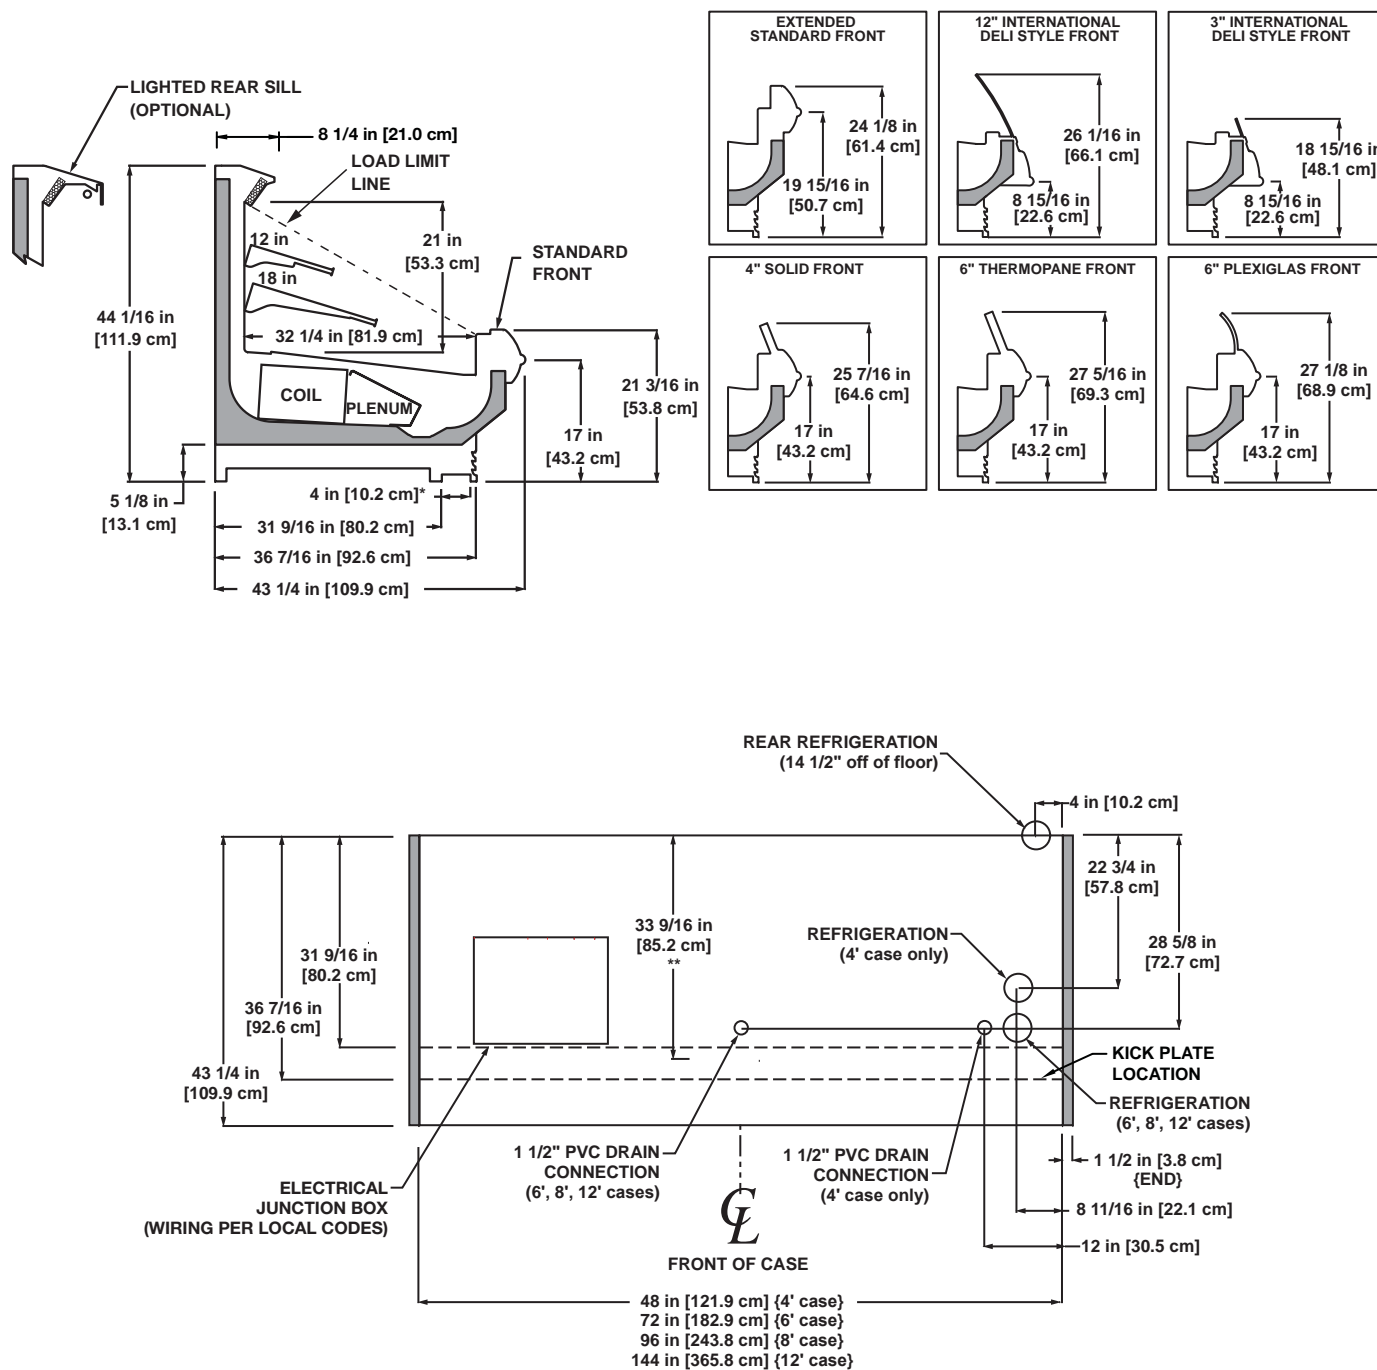 LIGHTED REAR SILL
(OPTIONAL)
8 1/4 in [21.0 cm]
LOAD LIMIT
LINE
12 in
18 in
21 in
[53.3 cm]
STANDARD
FRONT
44 1/16 in
[111.9 cm]
32 1/4 in [81.9 cm]
COIL
PLENUM
21 3/16 in
[53.8 cm]
17 in
[43.2 cm]
5 1/8 in
[13.1 cm]
4 in [10.2 cm]*
31 9/16 in [80.2 cm]
36 7/16 in [92.6 cm]
43 1/4 in [109.9 cm]
EXTENDED
STANDARD FRONT
24 1/8 in
[61.4 cm]
19 15/16 in
[50.7 cm]
12" INTERNATIONAL
DELI STYLE FRONT
26 1/16 in
[66.1 cm]
8 15/16 in
[22.6 cm]
3" INTERNATIONAL
DELI STYLE FRONT
18 15/16 in
[48.1 cm]
8 15/16 in
[22.6 cm]
4" SOLID FRONT
25 7/16 in
[64.6 cm]
17 in
[43.2 cm]
6" THERMOPANE FRONT
27 5/16 in
[69.3 cm]
17 in
[43.2 cm]
6" PLEXIGLAS FRONT
27 1/8 in
[68.9 cm]
17 in
[43.2 cm]
REAR REFRIGERATION
(14 1/2" off of floor)
4 in [10.2 cm]
22 3/4 in
[57.8 cm]
33 9/16 in
[85.2 cm]
**
REFRIGERATION
(4' case only)
28 5/8 in
[72.7 cm]
31 9/16 in
[80.2 cm]
36 7/16 in
[92.6 cm]
43 1/4 in
[109.9 cm]
KICK PLATE
LOCATION
REFRIGERATION
(6', 8', 12' cases)
1 1/2" PVC DRAIN
CONNECTION
(6', 8', 12' cases)
1 1/2" PVC DRAIN
CONNECTION
(4' case only)
1 1/2 in [3.8 cm]
{END}
ELECTRICAL
JUNCTION BOX
(WIRING PER LOCAL CODES)
8 11/16 in [22.1 cm]
CL
12 in [30.5 cm]
FRONT OF CASE
48 in [121.9 cm] {4' case}
72 in [182.9 cm] {6' case}
96 in [243.8 cm] {8' case}
144 in [365.8 cm] {12' case}